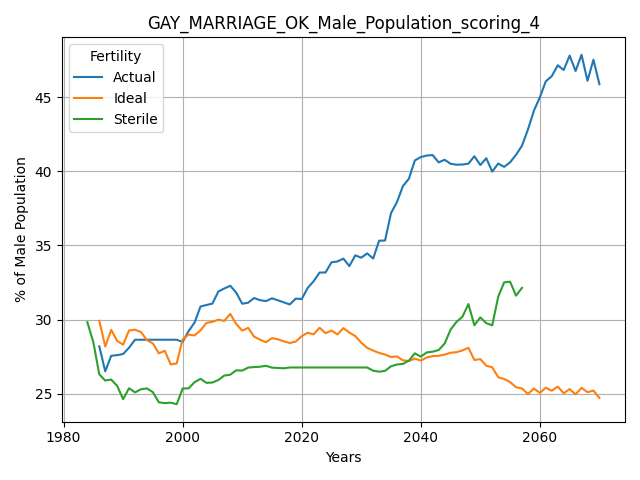 GAY_MARRIAGE_OK_Male_Population_scoring_4
Fertility
Actual
Ideal
Sterile
% of Male Population
45
40
35
30
25
1980
2000
2020
2040
2060
Years